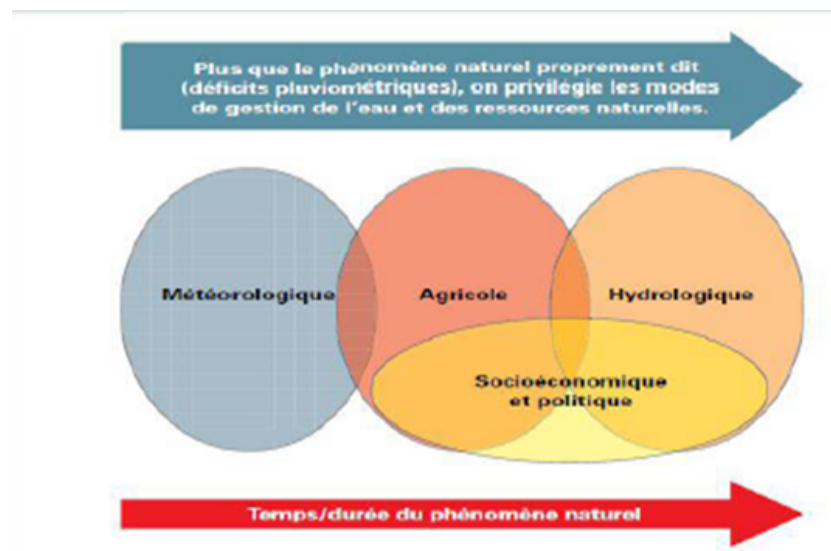 Plus que le phénomène naturel proprement dit
(déficits pluviométriques), on privilégie les modes
de gestion de l'eau et des ressources naturelles.
Météorologique
Agricole
Hydrologique
Socioéconomique
et politique
Temps/durée du phénomène naturel